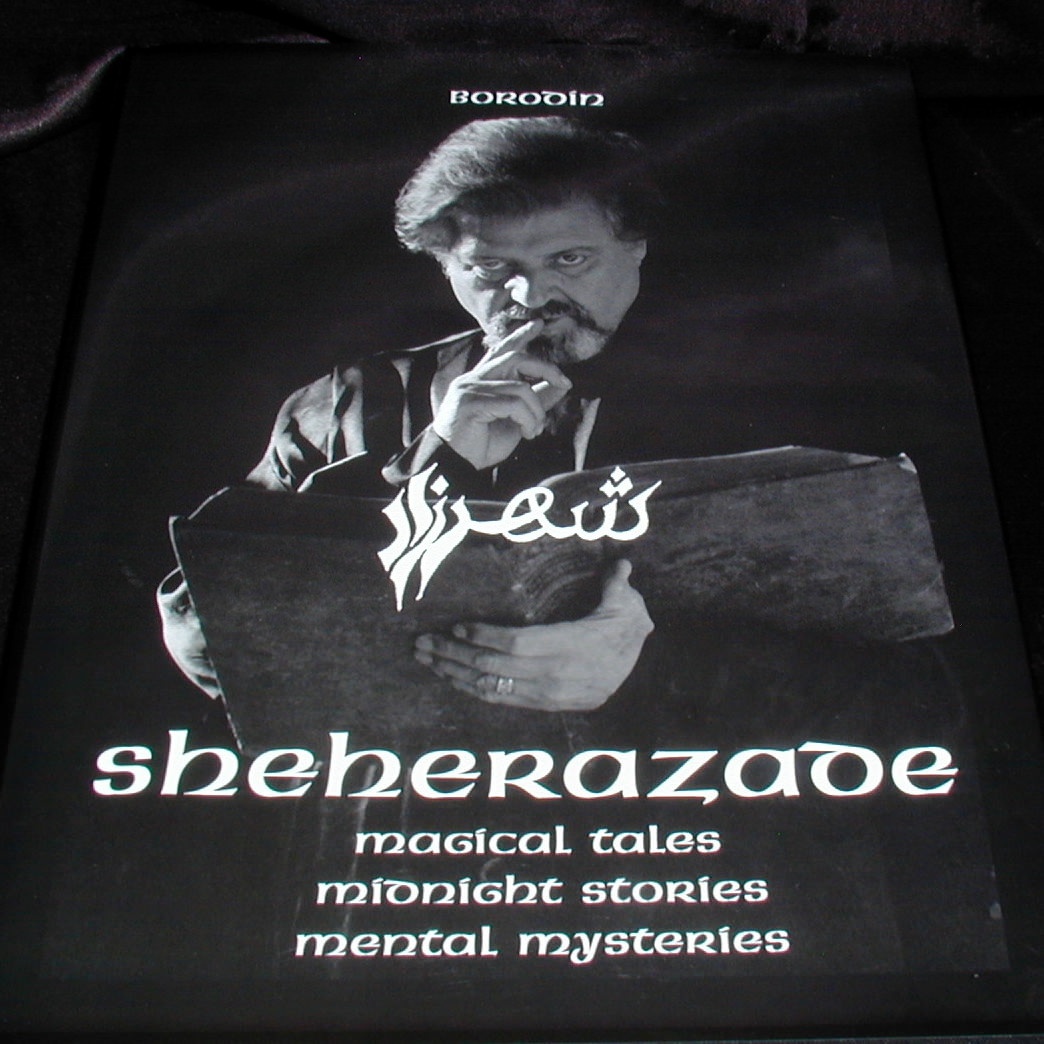 BORODIN
شهرزاد
sheherazade
magical tales
midnight stories
mental mysteries